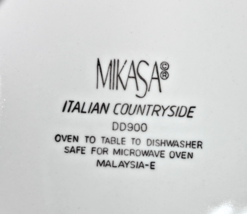 MIKASA®
ITALIAN COUNTRYSIDE
DD900
OVEN TO TABLE TO DISHWASHER
SAFE FOR MICROWAVE OVEN
MALAYSIA-E